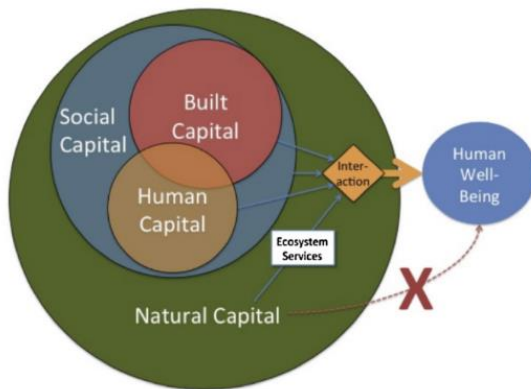 Social
Capital
Built
Capital
Human
Capital
Inter-
action
Human
Well-
Being
Ecosystem
Services
Natural Capital
X